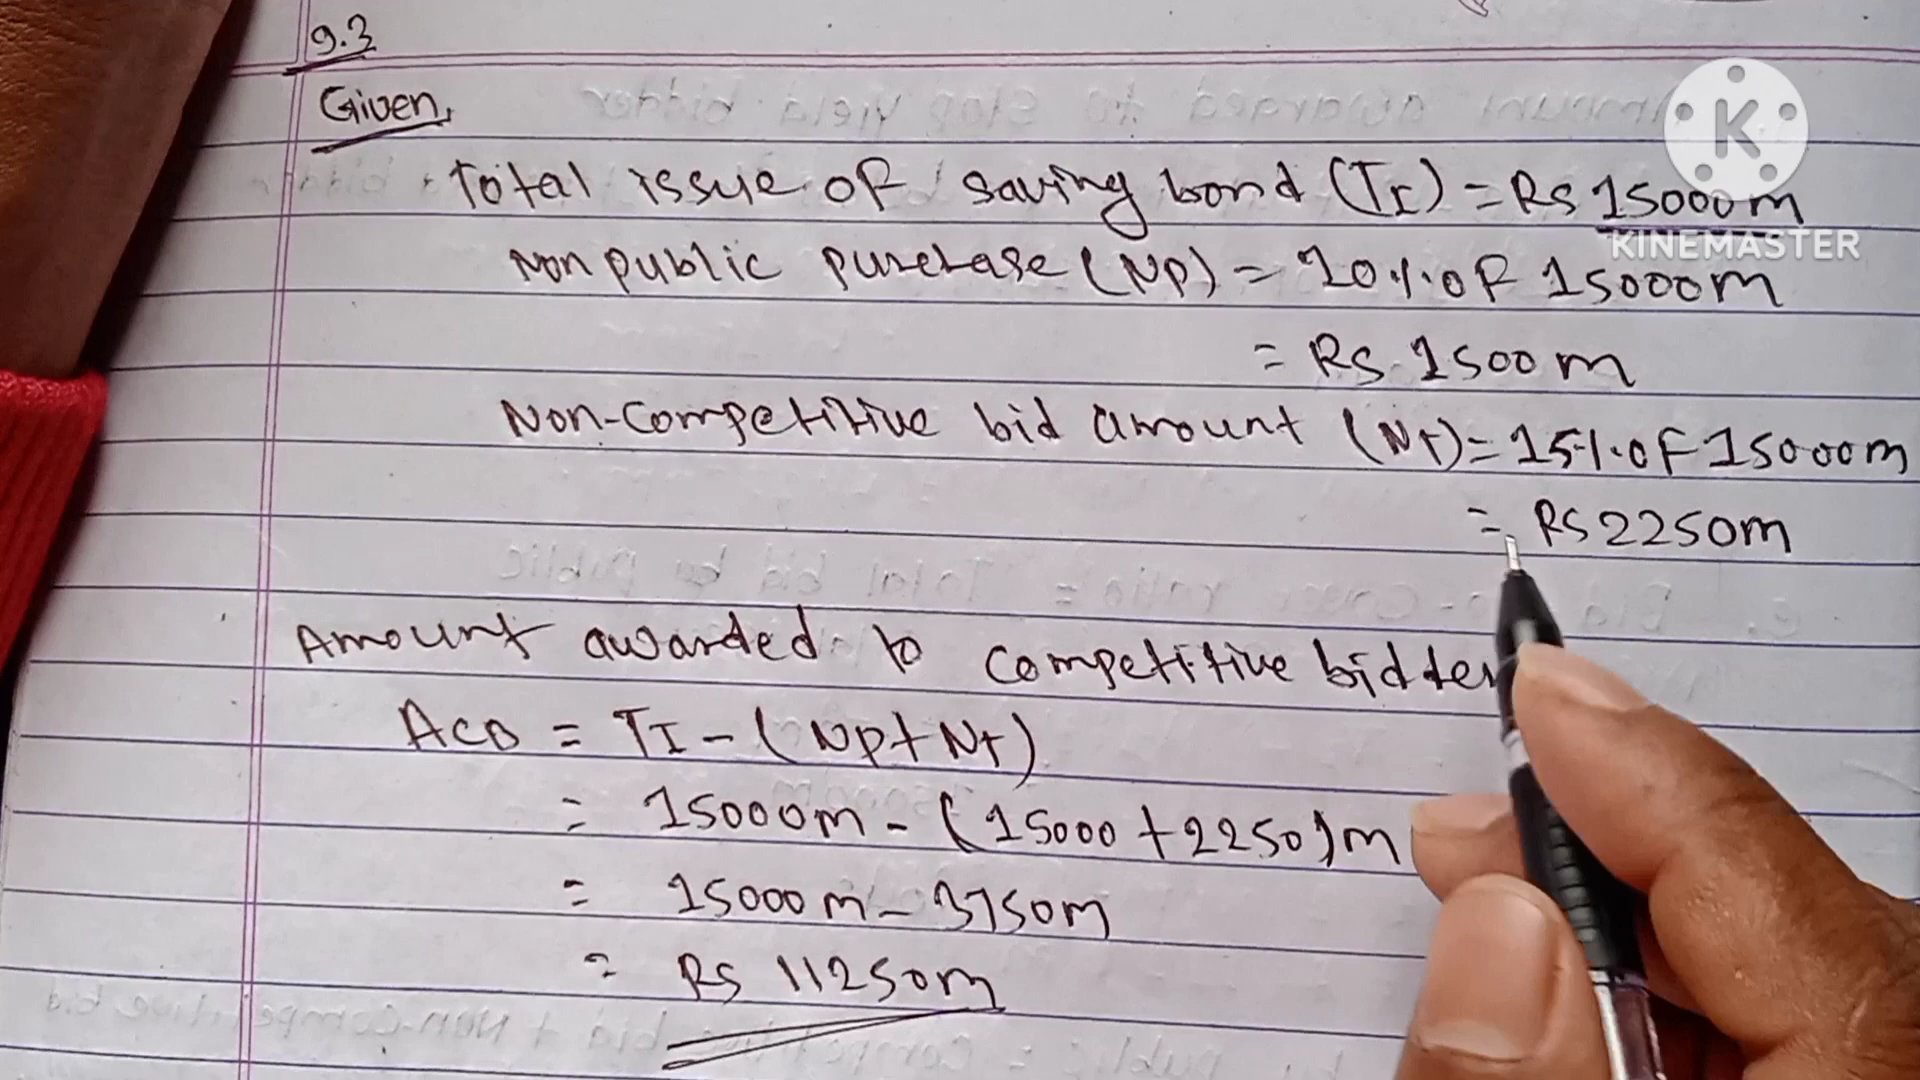 9.3
Given,
K
Total issue of saving bond (TI) = Rs 15000m
KINEMASTER
Non public purchase (NP) = 10% of 15000m
= Rs 1500m
Non-Competitive bid amount (NT) = 15% of 15000m
= Rs 2250m
Amount awarded to competitive bidder
ACB = TI - (NP + NT)
= 15000m - (15000 + 2250)m
= 15000m - 3750m
= Rs 11250m